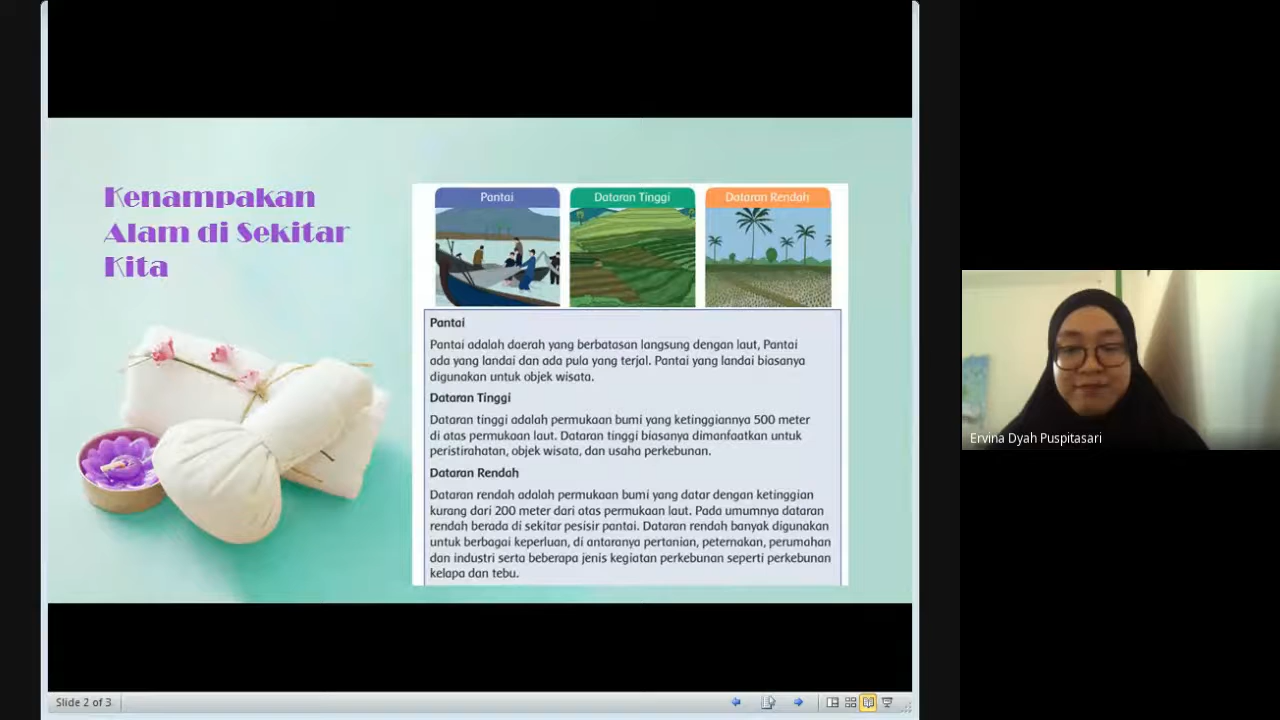 Kenampakan
Alam di Sekitar
Kita
Pantai
Dataran Tinggi
Dataran Rendah
Pantai
Pantai adalah daerah yang berbatasan langsung dengan laut, Pantai
ada yang landai dan ada pula yang terjal. Pantai yang landai biasanya
digunakan untuk objek wisata.
Dataran Tinggi
Dataran tinggi adalah permukaan bumi yang ketinggiannya 500 meter
di atas permukaan laut. Dataran tinggi biasanya dimanfaatkan untuk
peristirahatan, objek wisata, dan usaha perkebunan.
Dataran Rendah
Dataran rendah adalah permukaan bumi yang datar dengan ketinggian
kurang dari 200 meter dari atas permukaan laut. Pada umumnya dataran
rendah berada di sekitar pesisir pantai. Dataran rendah banyak digunakan
untuk berbagai keperluan, di antaranya pertanian, peternakan, perumahan
dan industri serta beberapa jenis kegiatan perkebunan seperti perkebunan
kelapa dan tebu.
Ervina Dyah Puspitasari
Slide 2 of 3